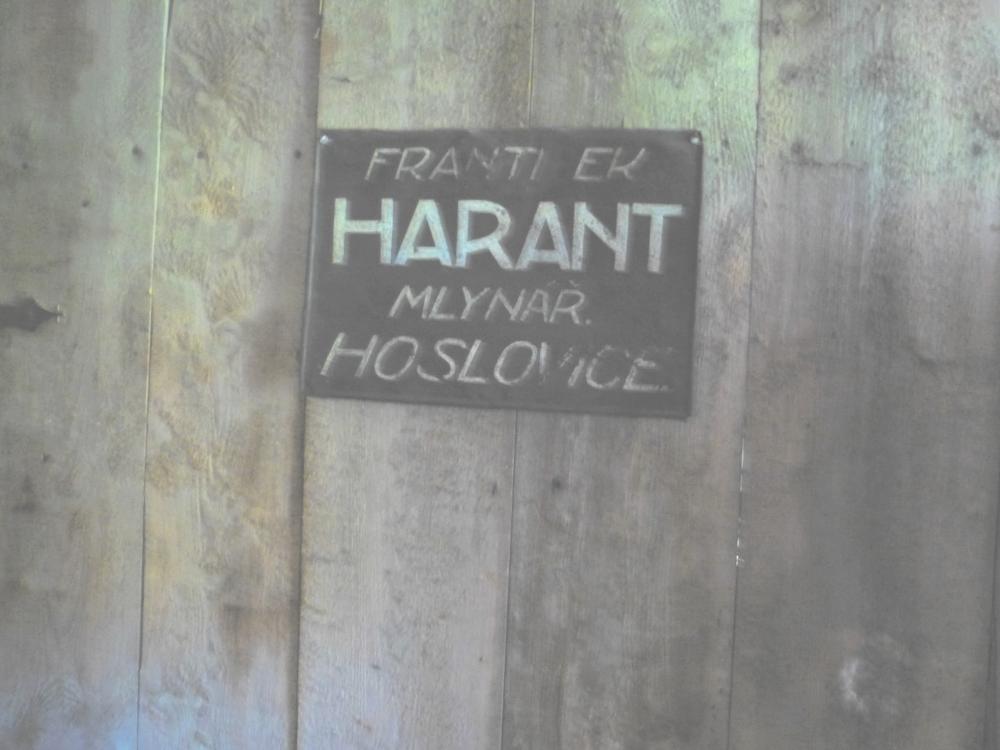 FRANTI EK
HARANT
MLYNÁŘ.
HOSLOVICE.